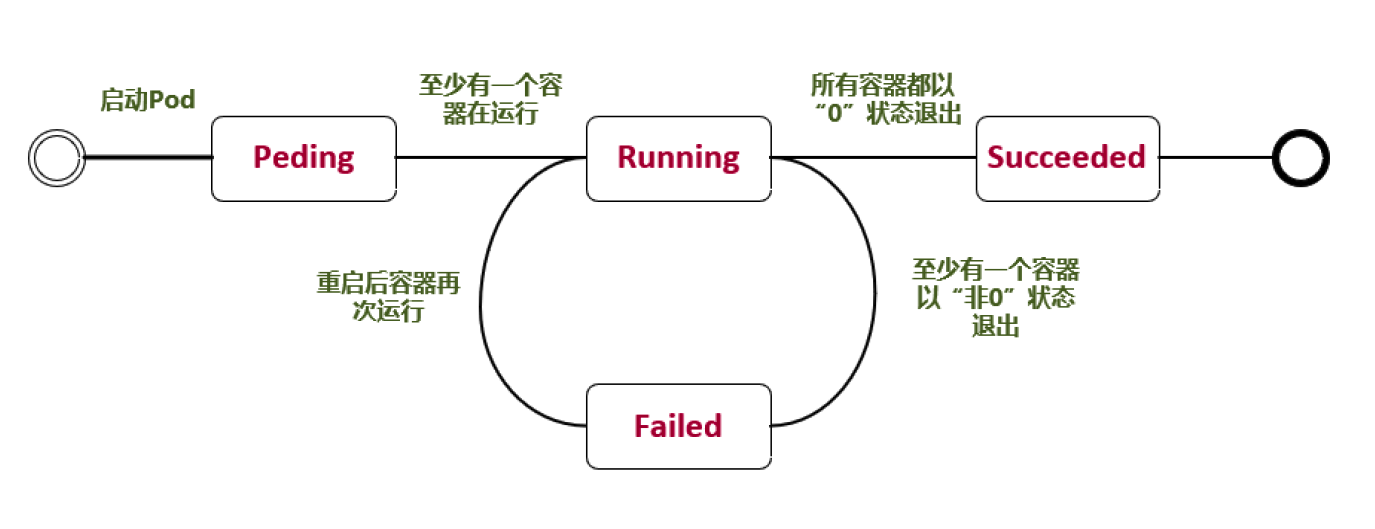 启动Pod
至少有一个容
器在运行
所有容器都以
“0”状态退出
Peding
Running
Succeeded
重启后容器再
次运行
至少有一个容器
以“非0”状态
退出
Failed